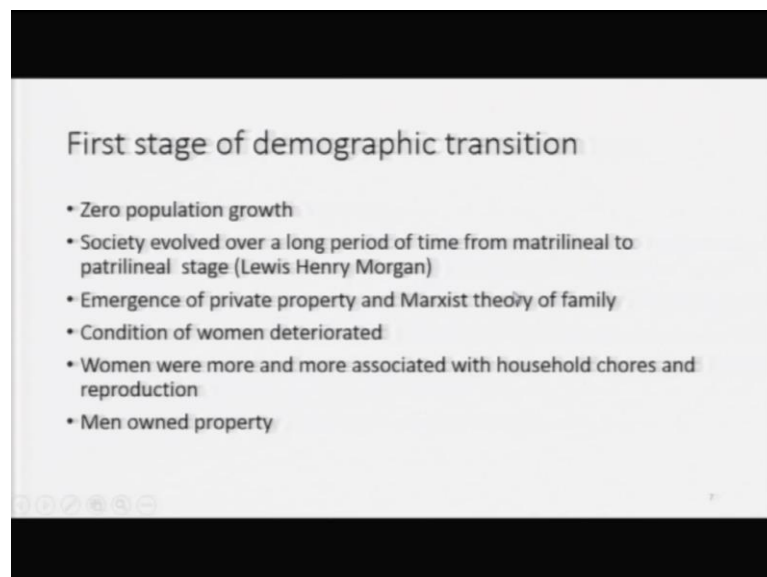 First stage of demographic transition
• Zero population growth
• Society evolved over a long period of time from matrilineal to
patrilineal stage (Lewis Henry Morgan)
• Emergence of private property and Marxist theory of family
• Condition of women deteriorated
• Women were more and more associated with household chores and
reproduction
• Men owned property
7